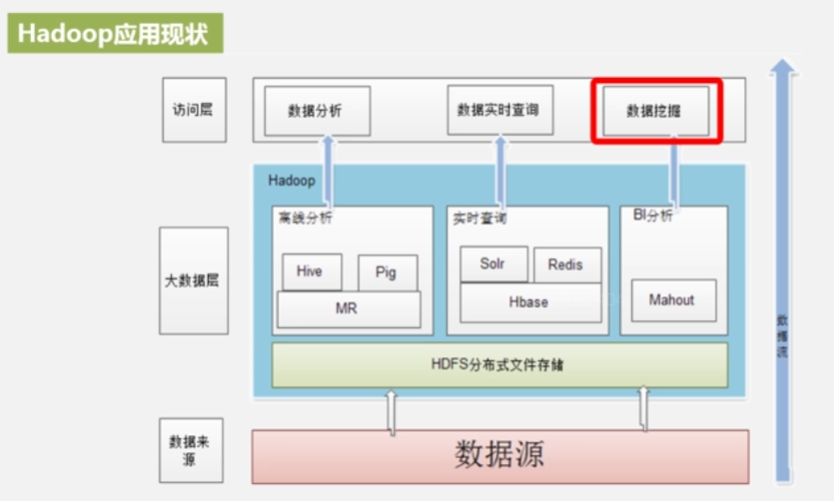 Hadoop应用现状
访问层
数据分析
数据实时查询
数据挖掘
Hadoop
大数据层
离线分析
Hive
Pig
MR
实时查询
Solr
Redis
Hbase
BI分析
Mahout
HDFS分布式文件存储
数据来
源
数据源
数
据
流